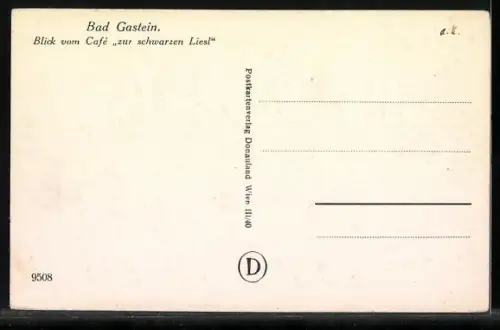 Bad Gastein.
Blick vom Café „zur schwarzen Liesl“
Postkartenverlag Donauland Wien III/40
D
9508